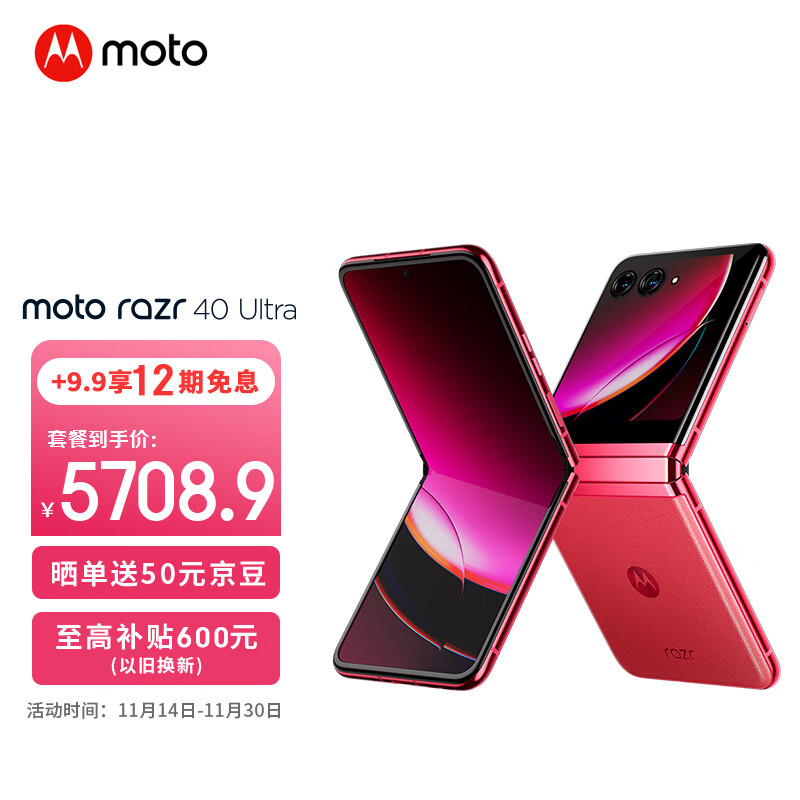 moto
moto razr 40 Ultra
+9.9享12期免息
套餐到手价:
¥5708.9
晒单送50元京豆
至高补贴600元
(以旧换新)
活动时间: 11月14日-11月30日
razr